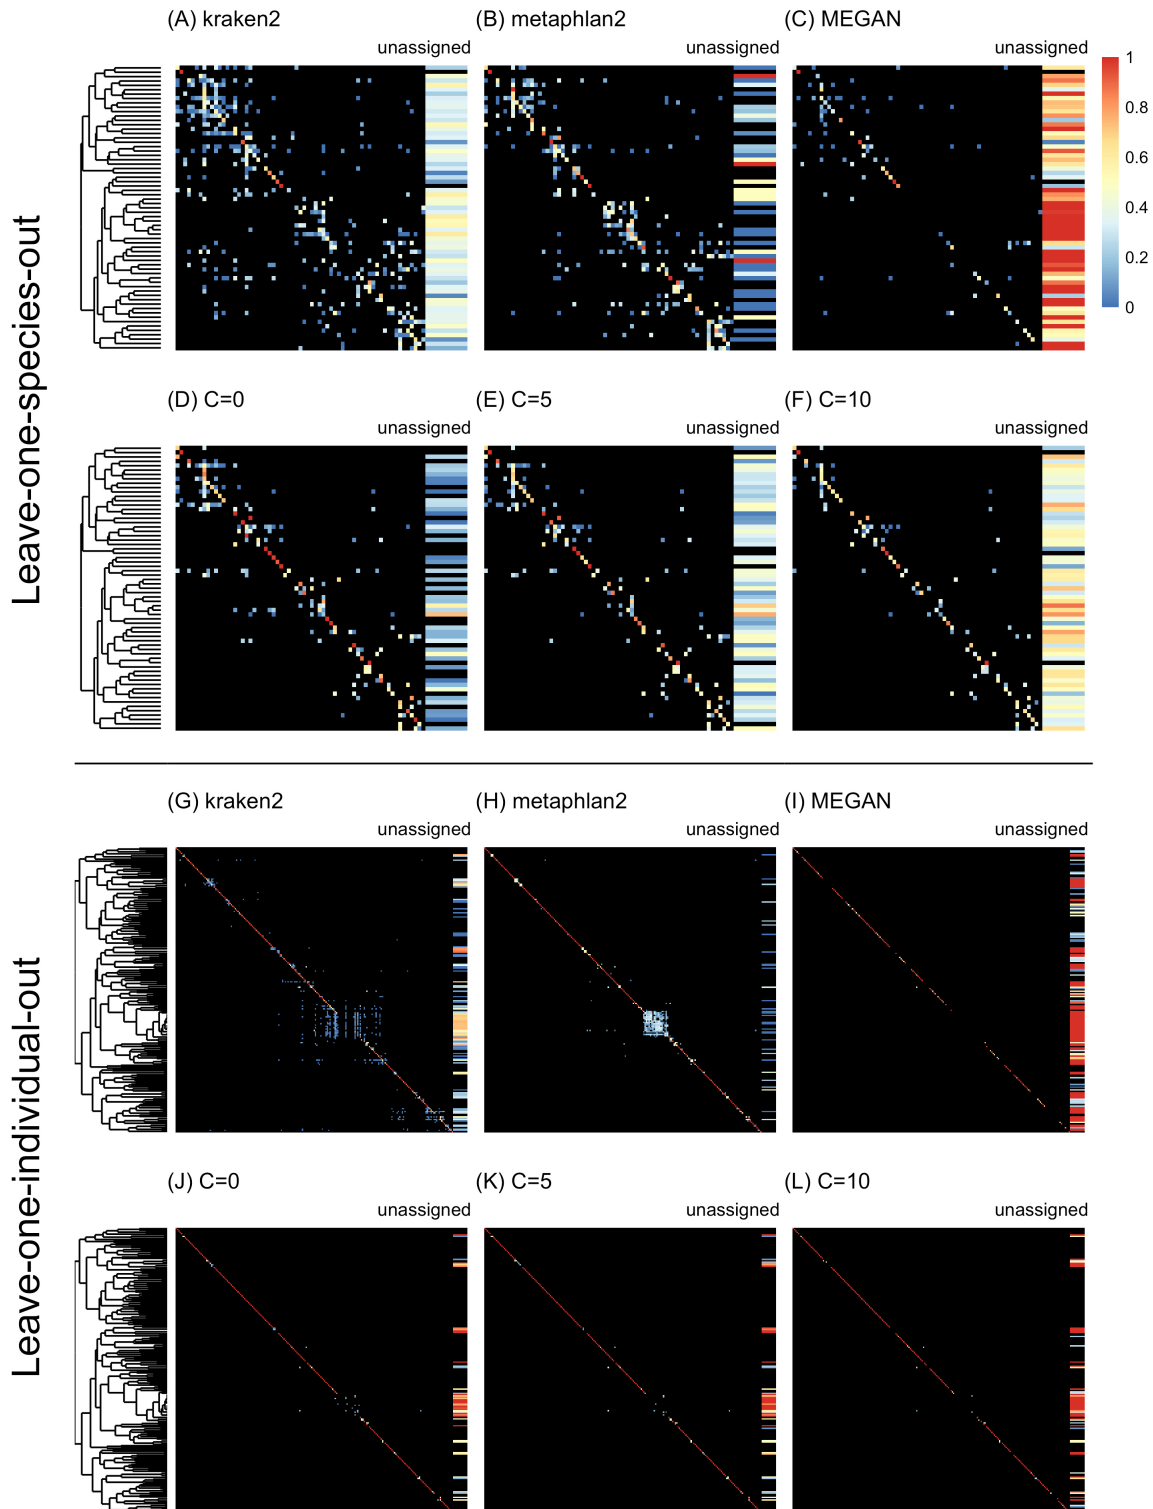 (A) kraken2
(B) metaphlan2
(C) MEGAN
unassigned
unassigned
unassigned
1
0.8
0.6
0.4
0.2
0
Leave-one-species-out
(D) C=0
(E) C=5
(F) C=10
unassigned
unassigned
unassigned
(G) kraken2
(H) metaphlan2
(I) MEGAN
unassigned
unassigned
unassigned
Leave-one-individual-out
(J) C=0
(K) C=5
(L) C=10
unassigned
unassigned
unassigned